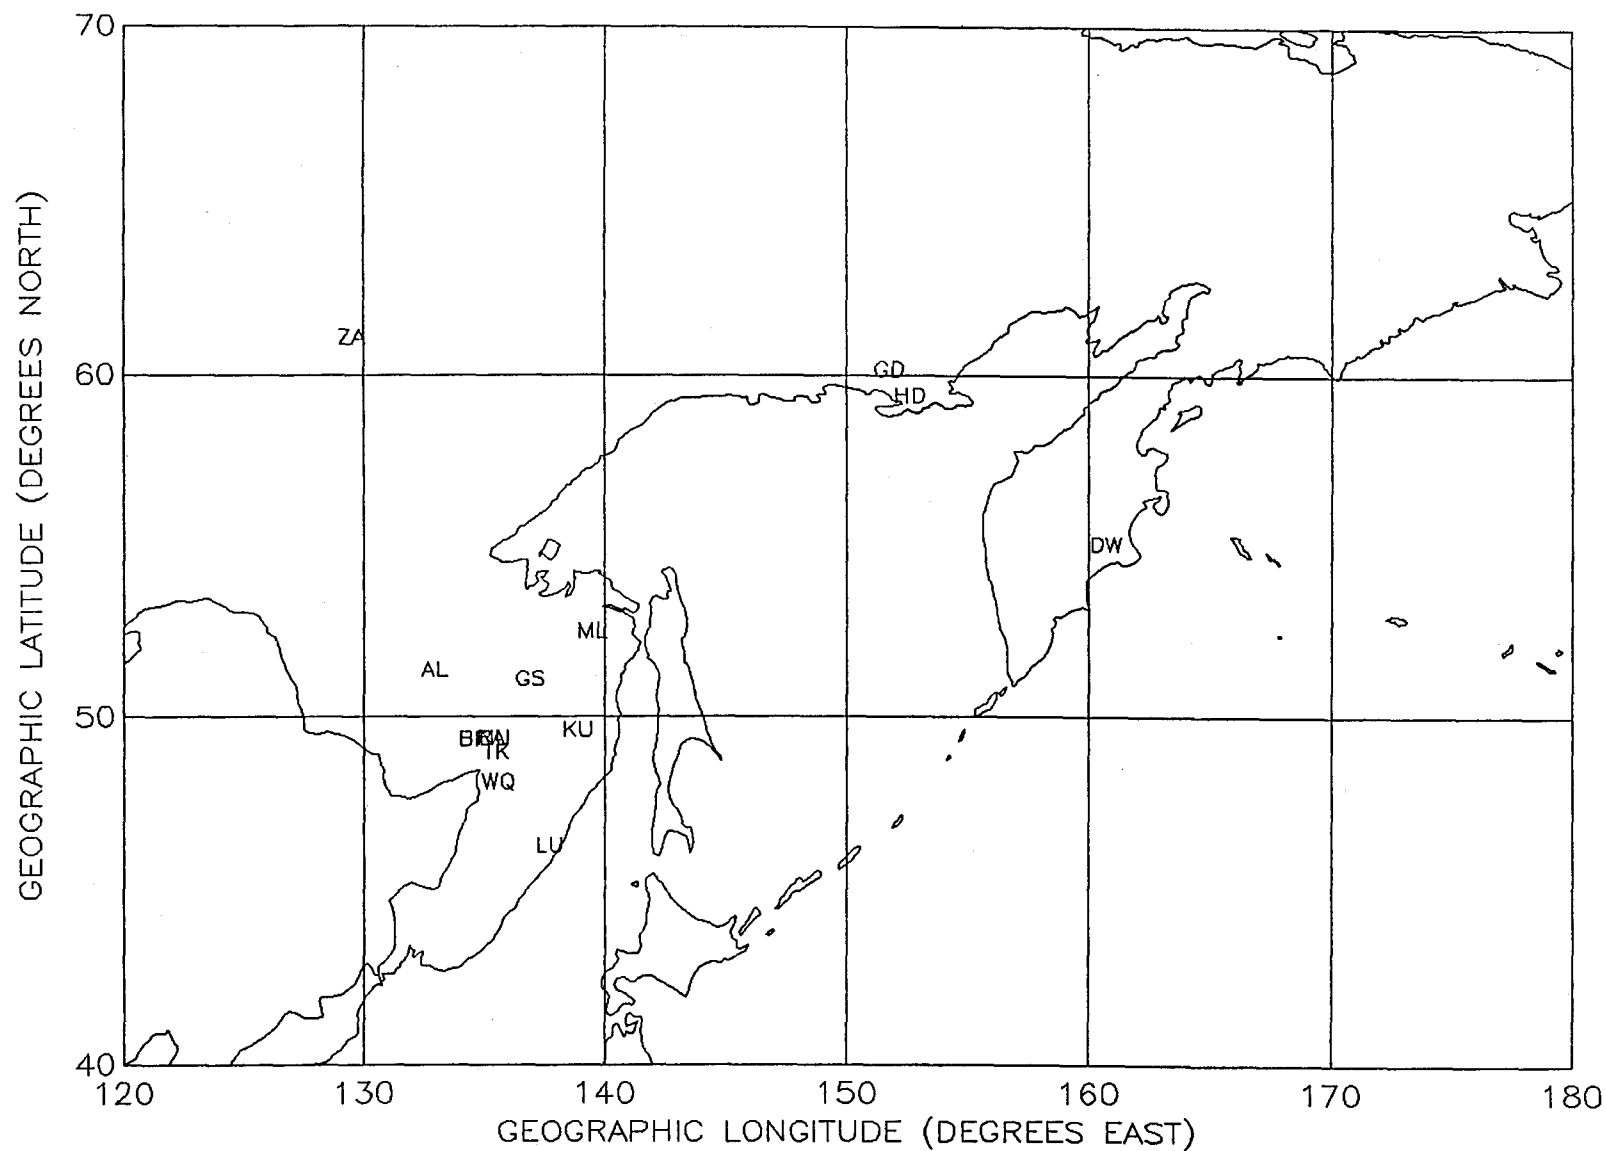 70
ZA
60
GD
HD
DW
ML
AL
GS
50
KU
TK
WQ
LU
40
120 130 140 150 160 170 180
GEOGRAPHIC LONGITUDE (DEGREES EAST)
GEOGRAPHIC LATITUDE (DEGREES NORTH)